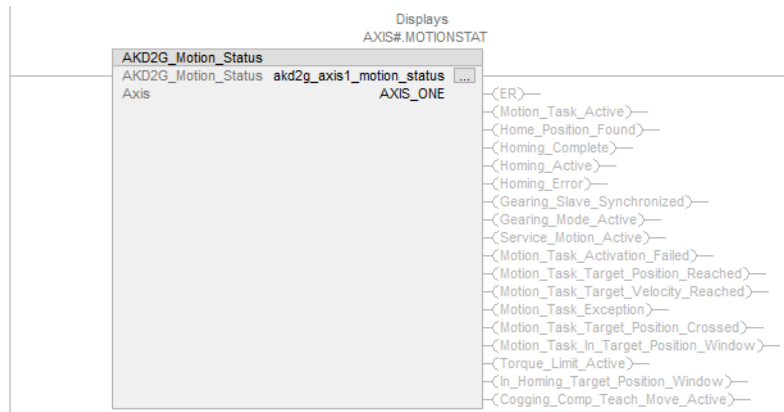 Displays
AXIS#.MOTIONSTAT
AKD2G_Motion_Status
AKD2G_Motion_Status akd2g_axis1_motion_status ...
Axis AXIS_ONE
(ER)
(Motion_Task_Active)
(Home_Position_Found)
(Homing_Complete)
(Homing_Active)
(Homing_Error)
(Gearing_Slave_Synchronized)
(Gearing_Mode_Active)
(Service_Motion_Active)
(Motion_Task_Activation_Failed)
(Motion_Task_Target_Position_Reached)
(Motion_Task_Target_Velocity_Reached)
(Motion_Task_Exception)
(Motion_Task_Target_Position_Crossed)
(Motion_Task_In_Target_Position_Window)
(Torque_Limit_Active)
(In_Homing_Target_Position_Window)
(Cogging_Comp_Teach_Move_Active)